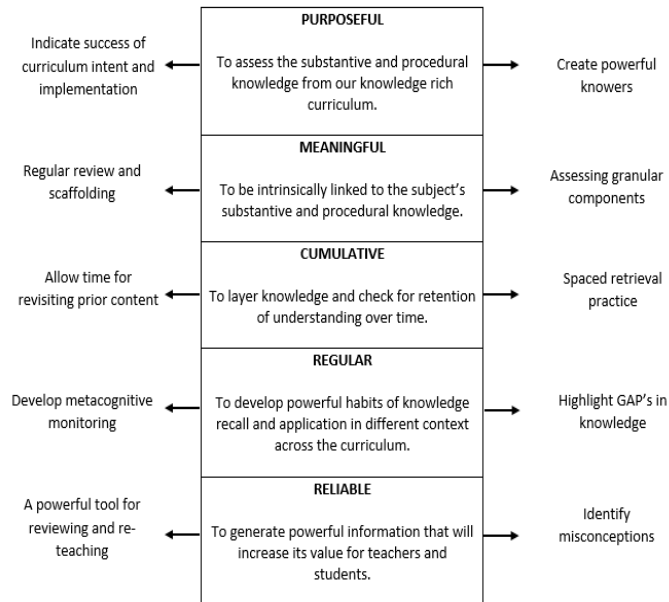 PURPOSEFUL
Indicate success of
curriculum intent and
implementation
To assess the substantive and procedural
knowledge from our knowledge rich
curriculum.
Create powerful
knowers
MEANINGFUL
Regular review and
scaffolding
To be intrinsically linked to the subject's
substantive and procedural knowledge.
Assessing granular
components
CUMULATIVE
Allow time for
revisiting prior content
To layer knowledge and check for retention
of understanding over time.
Spaced retrieval
practice
REGULAR
Develop metacognitive
monitoring
To develop powerful habits of knowledge
recall and application in different context
across the curriculum.
Highlight GAP's in
knowledge
RELIABLE
A powerful tool for
reviewing and re-
teaching
To generate powerful information that will
increase its value for teachers and
students.
Identify
misconceptions